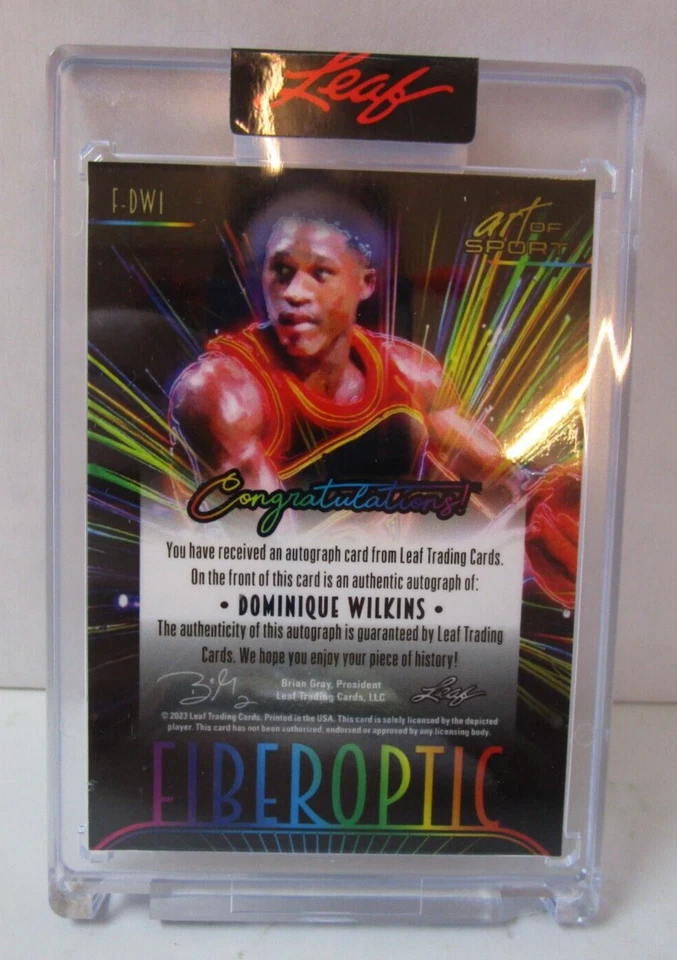 Leaf
F-DW1
art OF
SPORT
Congratulations!
You have received an autograph card from Leaf Trading Cards.
On the front of this card is an authentic autograph of:
• DOMINIQUE WILKINS •
The authenticity of this autograph is guaranteed by Leaf Trading
Cards. We hope you enjoy your piece of history!
Brian Gray, President
Leaf Trading Cards, LLC
Leaf
© 2023 Leaf Trading Cards. Printed in the USA. This card is solely licensed by the depicted
player. This card has not been authorized, endorsed or approved by any licensing body.
FIBEROPTIC